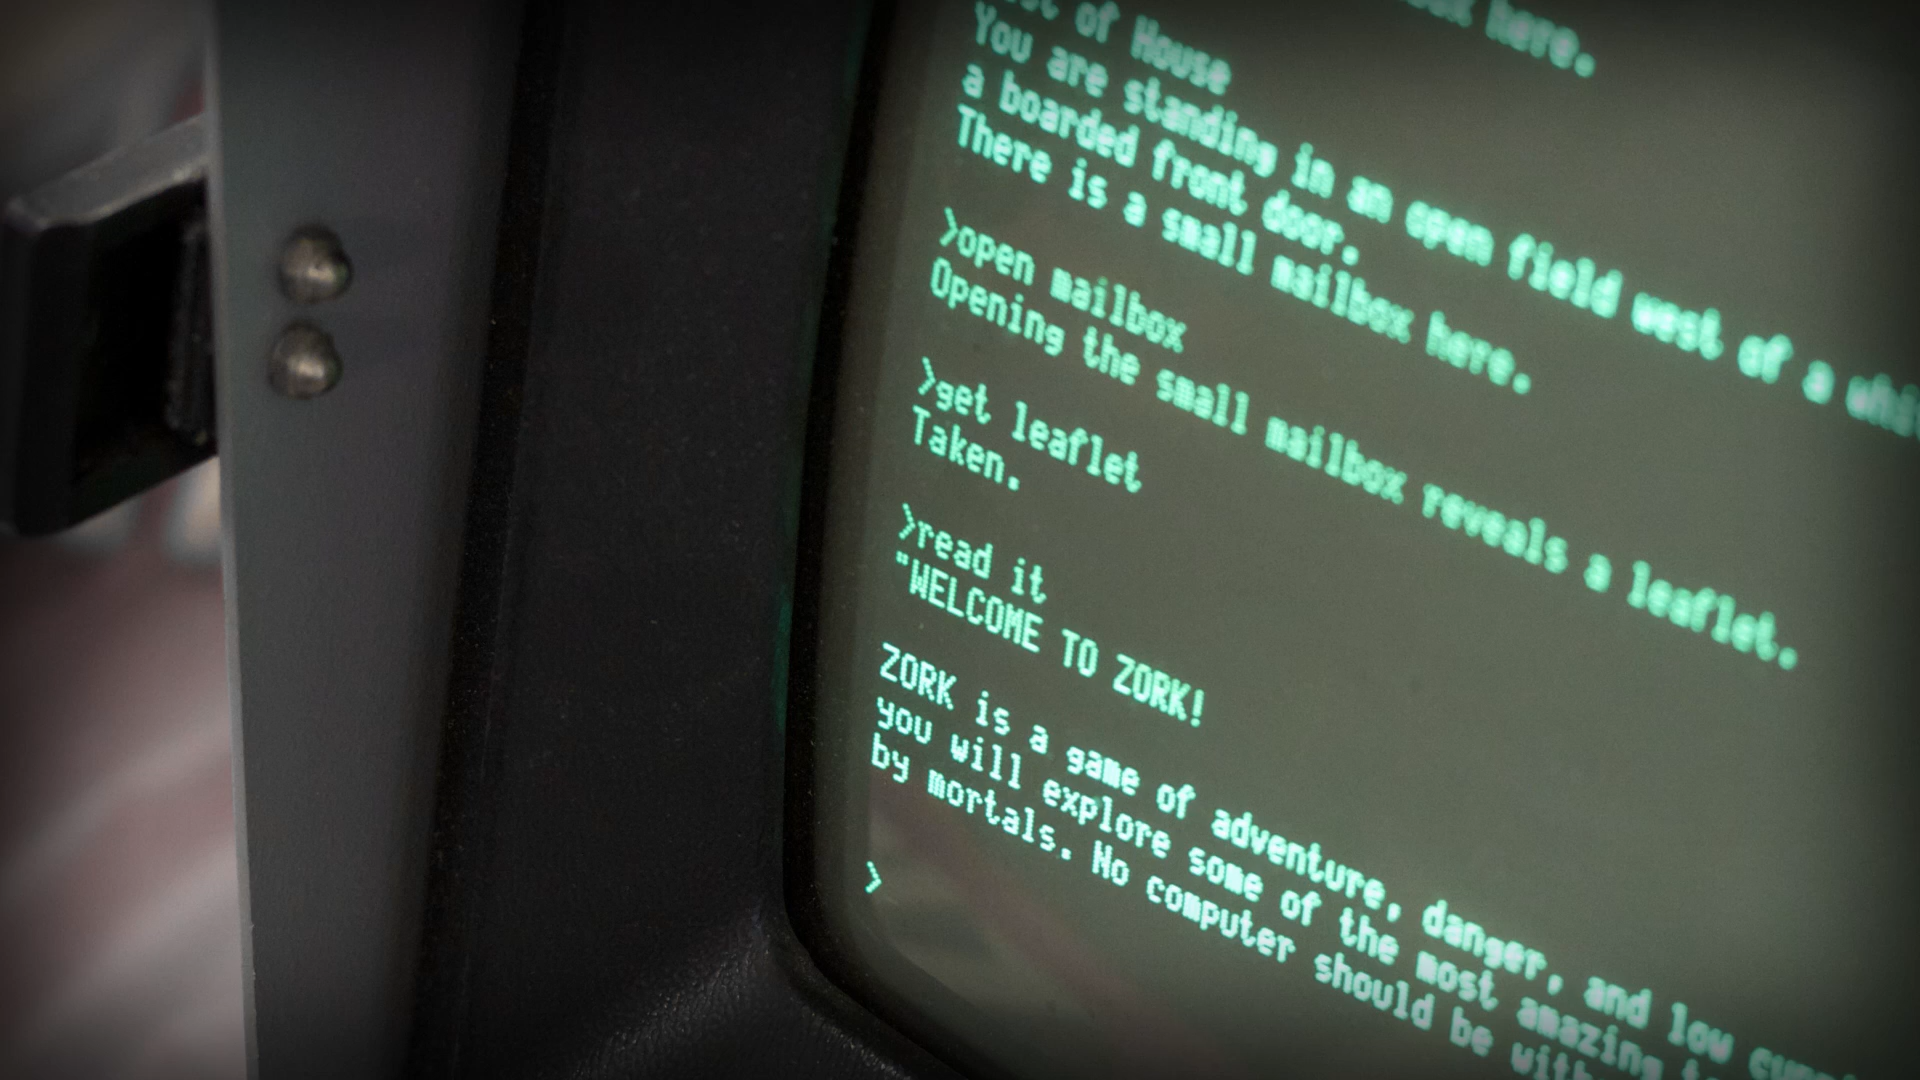 here.
of House
You are standing in an open field west of a
a boarded front door.
There is a small mailbox here.
>open mailbox
Opening the small mailbox reveals a leaflet.
>get leaflet
Taken.
>read it
"WELCOME TO ZORK!
ZORK is a game of adventure, danger, and low
you will explore some of the most amazing
by mortals. No computer should be
>